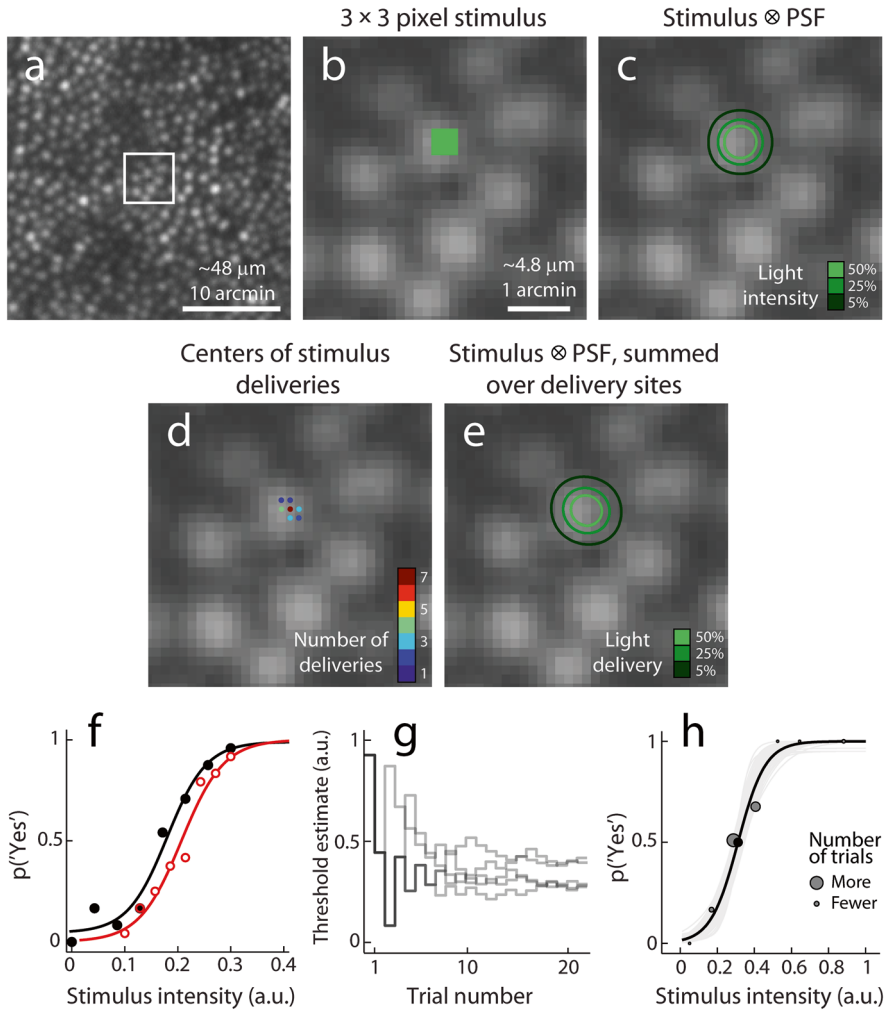 3 × 3 pixel stimulus
Stimulus ⊗ PSF
a
~48 µm
10 arcmin
b
~4.8 µm
1 arcmin
c
Light
intensity
50%
25%
5%
Centers of stimulus
deliveries
Stimulus ⊗ PSF, summed
over delivery sites
d
Number of
deliveries
7
5
3
1
e
Light
delivery
50%
25%
5%
f
p('Yes')
1
0.5
0
0
0.1
0.2
0.3
0.4
Stimulus intensity (a.u.)
g
Threshold estimate (a.u.)
1
0.5
0
1
10
20
Trial number
h
p('Yes')
1
0.5
0
Number
of trials
More
Fewer
0
0.2
0.4
0.6
0.8
1
Stimulus intensity (a.u.)